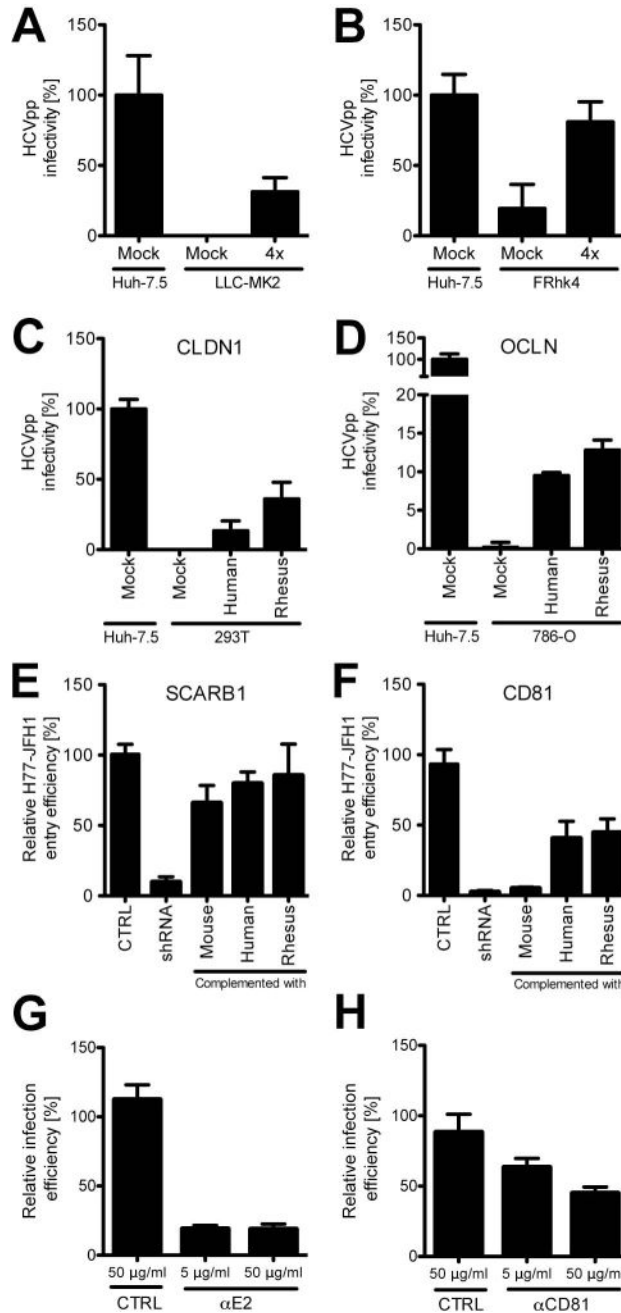 A
HCVpp
infectivity [%]
150
100
50
0
Mock Mock 4x
Huh-7.5 LLC-MK2
B
HCVpp
infectivity [%]
150
100
50
0
Mock Mock 4x
Huh-7.5 FRhk4
C
CLDN1
HCVpp
infectivity [%]
150
100
50
0
Mock Mock Human Rhesus
Huh-7.5 293T
D
OCLN
HCVpp
infectivity [%]
150
100
20
15
10
5
0
Mock Mock Human Rhesus
Huh-7.5 786-O
E
SCARB1
Relative H77-JFH1
entry efficiency [%]
150
100
50
0
CTRL shRNA Mouse Human Rhesus
Complemented with
F
CD81
Relative H77-JFH1
entry efficiency [%]
150
100
50
0
CTRL shRNA Mouse Human Rhesus
Complemented with
G
Relative infection
efficiency [%]
150
100
50
0
50 µg/ml 5 µg/ml 50 µg/ml
CTRL αE2
H
Relative infection
efficiency [%]
150
100
50
0
50 µg/ml 5 µg/ml 50 µg/ml
CTRL αCD81